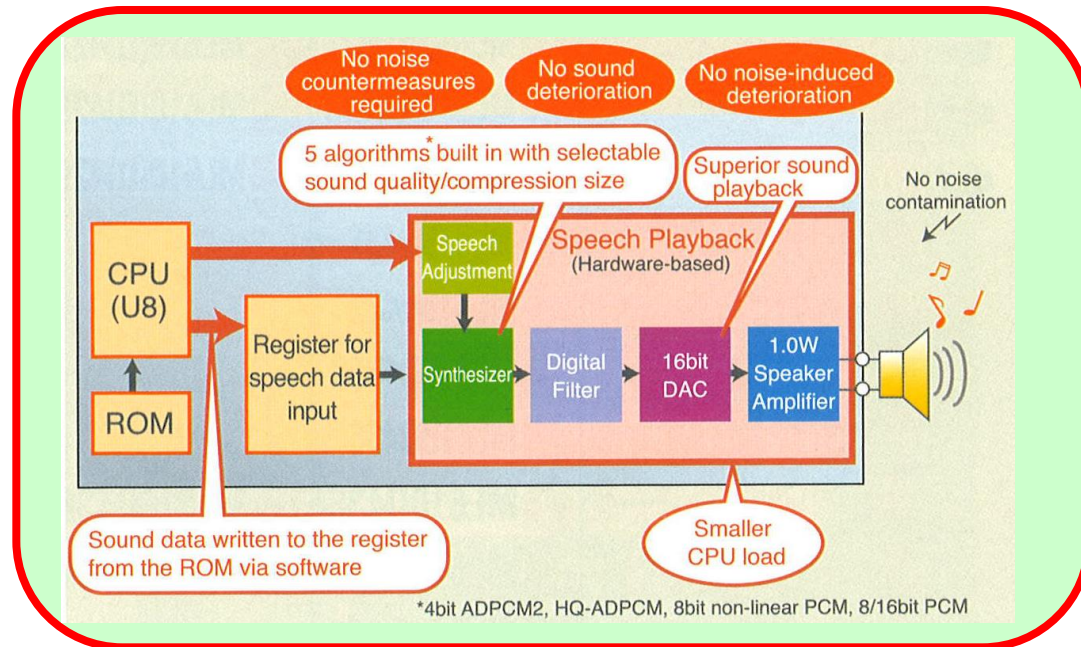 No noise
countermeasures
required
No sound
deterioration
No noise-induced
deterioration
5 algorithms* built in with selectable
sound quality/compression size
Superior sound
playback
No noise
contamination
CPU
(U8)
ROM
Register for
speech data
input
Speech Playback
(Hardware-based)
Speech
Adjustment
Synthesizer
Digital
Filter
16bit
DAC
1.0W
Speaker
Amplifier
Sound data written to the register
from the ROM via software
Smaller
CPU load
*4bit ADPCM2, HQ-ADPCM, 8bit non-linear PCM, 8/16bit PCM